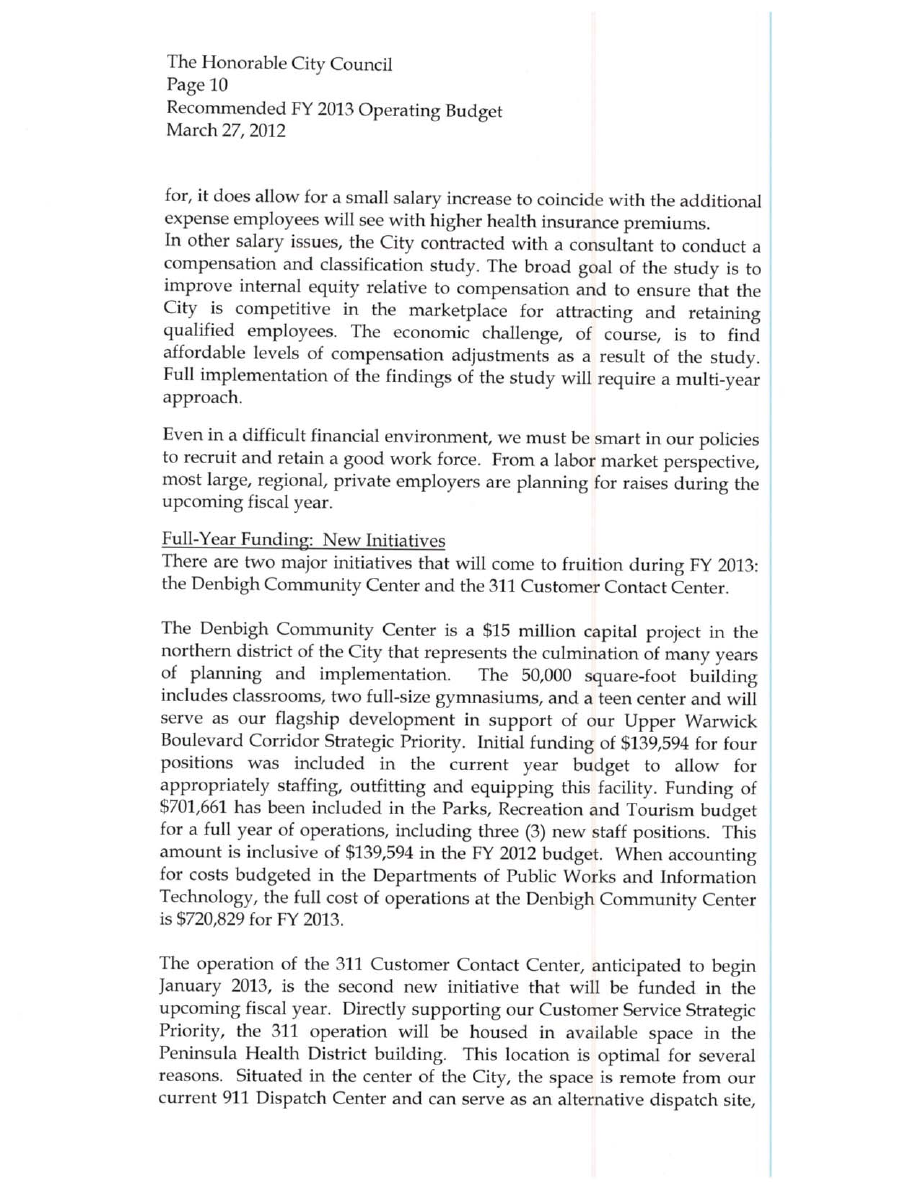 The Honorable City Council
Page 10
Recommended FY 2013 Operating Budget
March 27, 2012
for, it does allow for a small salary increase to coincide with the additional
expense employees will see with higher health insurance premiums.
In other salary issues, the City contracted with a consultant to conduct a
compensation and classification study. The broad goal of the study is to
improve internal equity relative to compensation and to ensure that the
City is competitive in the marketplace for attracting and retaining
qualified employees. The economic challenge, of course, is to find
affordable levels of compensation adjustments as a result of the study.
Full implementation of the findings of the study will require a multi-year
approach.
Even in a difficult financial environment, we must be smart in our policies
to recruit and retain a good work force. From a labor market perspective,
most large, regional, private employers are planning for raises during the
upcoming fiscal year.
Full-Year Funding: New Initiatives
There are two major initiatives that will come to fruition during FY 2013:
the Denbigh Community Center and the 311 Customer Contact Center.
The Denbigh Community Center is a $15 million capital project in the
northern district of the City that represents the culmination of many years
of planning and implementation. The 50,000 square-foot building
includes classrooms, two full-size gymnasiums, and a teen center and will
serve as our flagship development in support of our Upper Warwick
Boulevard Corridor Strategic Priority. Initial funding of $139,594 for four
positions was included in the current year budget to allow for
appropriately staffing, outfitting and equipping this facility. Funding of
$701,661 has been included in the Parks, Recreation and Tourism budget
for a full year of operations, including three (3) new staff positions. This
amount is inclusive of $139,594 in the FY 2012 budget. When accounting
for costs budgeted in the Departments of Public Works and Information
Technology, the full cost of operations at the Denbigh Community Center
is $720,829 for FY 2013.
The operation of the 311 Customer Contact Center, anticipated to begin
January 2013, is the second new initiative that will be funded in the
upcoming fiscal year. Directly supporting our Customer Service Strategic
Priority, the 311 operation will be housed in available space in the
Peninsula Health District building. This location is optimal for several
reasons. Situated in the center of the City, the space is remote from our
current 911 Dispatch Center and can serve as an alternative dispatch site,